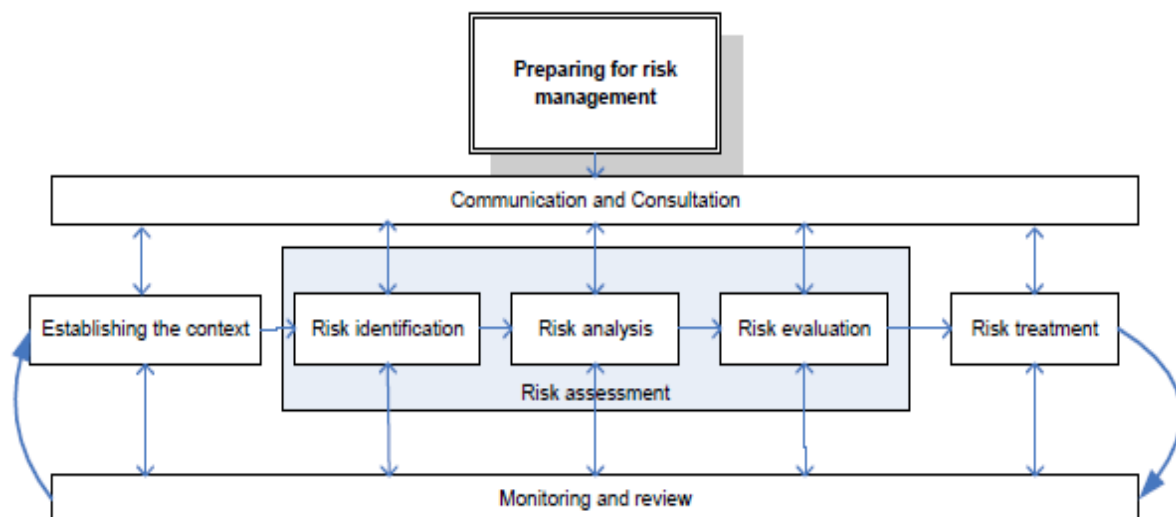 Preparing for risk
management
Communication and Consultation
Establishing the context
Risk identification
Risk analysis
Risk evaluation
Risk treatment
Risk assessment
Monitoring and review